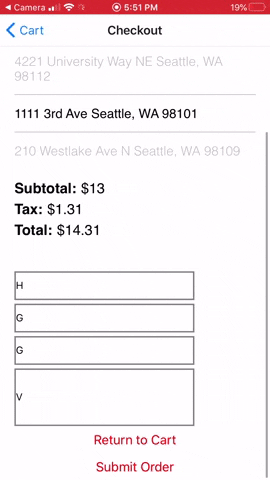 Camera 5:51 PM 19%
Cart Checkout
4221 University Way NE Seattle, WA
98112
1111 3rd Ave Seattle, WA 98101
210 Westlake Ave N Seattle, WA 98109
Subtotal: $13
Tax: $1.31
Total: $14.31
H
G
G
V
Return to Cart
Submit Order